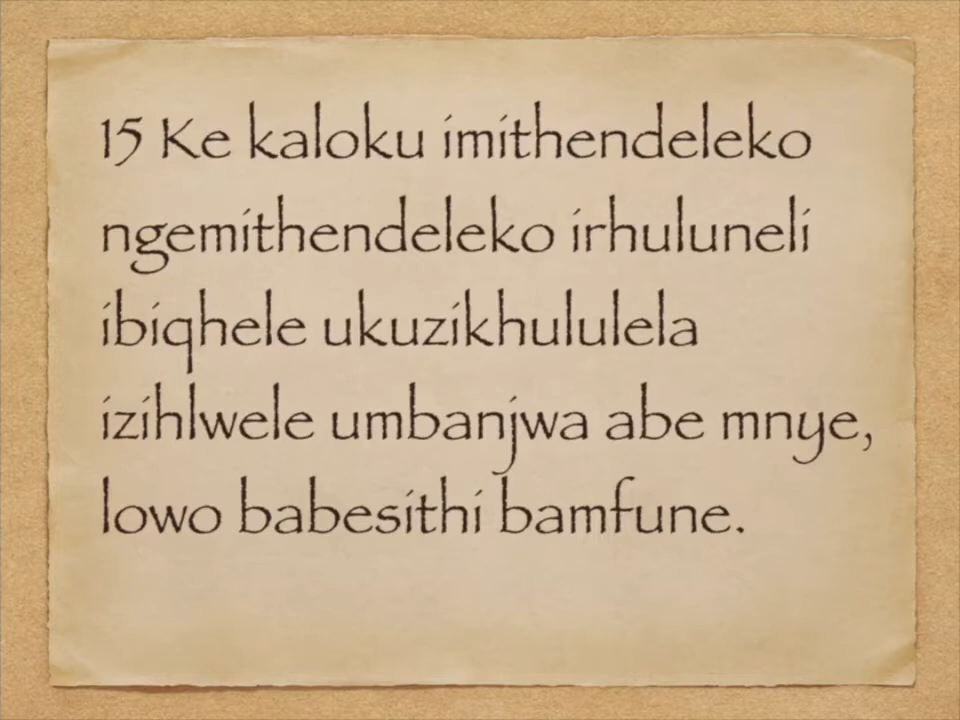 15 Ke kaloku imithendeleko
ngemithendeleko irhuluneli
ibiqhele ukuzikhululela
izihlwele umbanjwa abe mnye,
lowo babesithi bamfune.